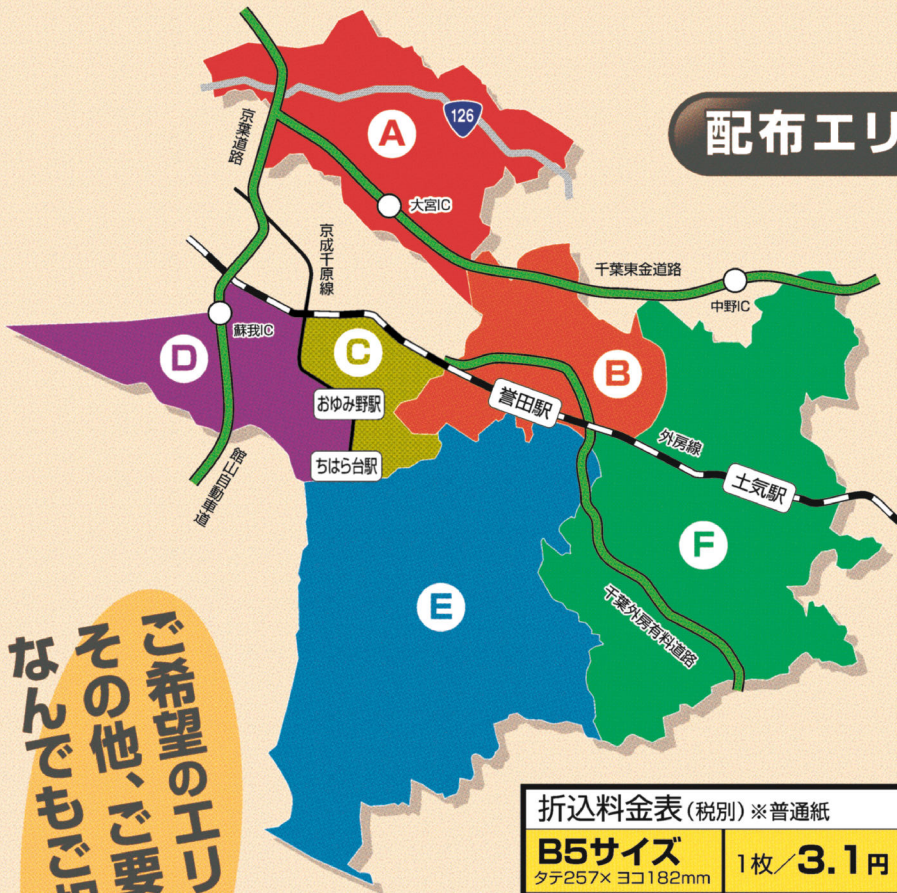 配布エリ
126
A
京葉道路
大宮IC
京成千原線
千葉東金道路
中野IC
蘇我IC
D
C
B
おゆみ野駅
誉田駅
外房線
ちはら台駅
土気駅
館山自動車道
F
E
千葉外房有料道路
ご希望のエリ
その他、ご要
なんでもご
折込料金表(税別)※普通紙
B5サイズ
タテ257×ヨコ182mm
1枚/3.1円